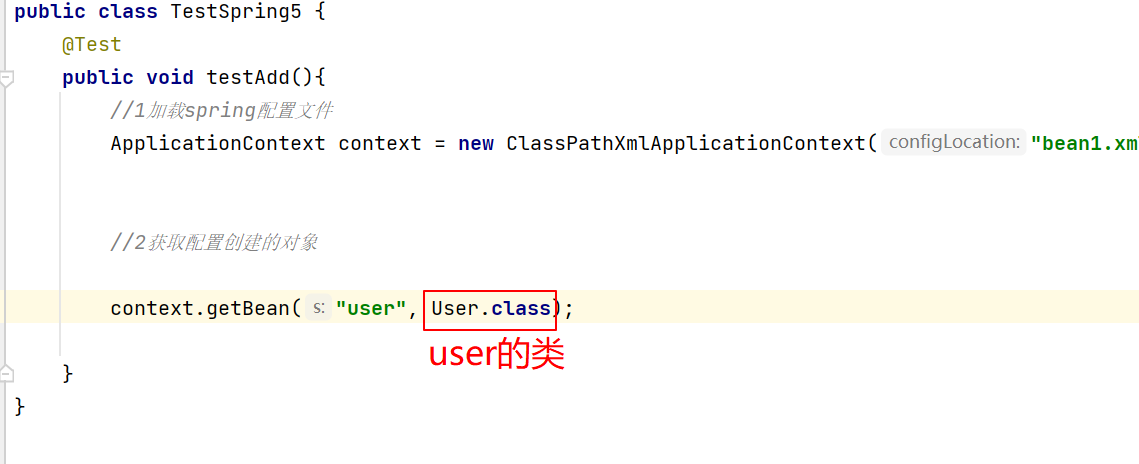 public class TestSpring5 {
@Test
public void testAdd(){
//1加载spring配置文件
ApplicationContext context = new ClassPathXmlApplicationContext( configLocation: "bean1.xm
//2获取配置创建的对象
context.getBean( s: "user", User.class);
user的类
}
}